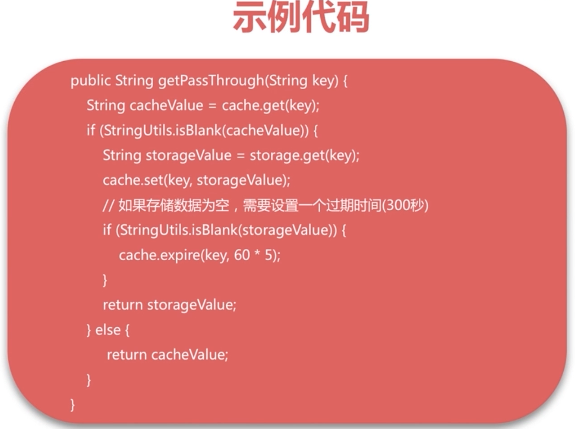 示例代码
public String getPassThrough(String key) {
String cacheValue = cache.get(key);
if (StringUtils.isBlank(cacheValue)) {
String storageValue = storage.get(key);
cache.set(key, storageValue);
// 如果存储数据为空，需要设置一个过期时间(300秒)
if (StringUtils.isBlank(storageValue)) {
cache.expire(key, 60 * 5);
}
return storageValue;
} else {
return cacheValue;
}
}